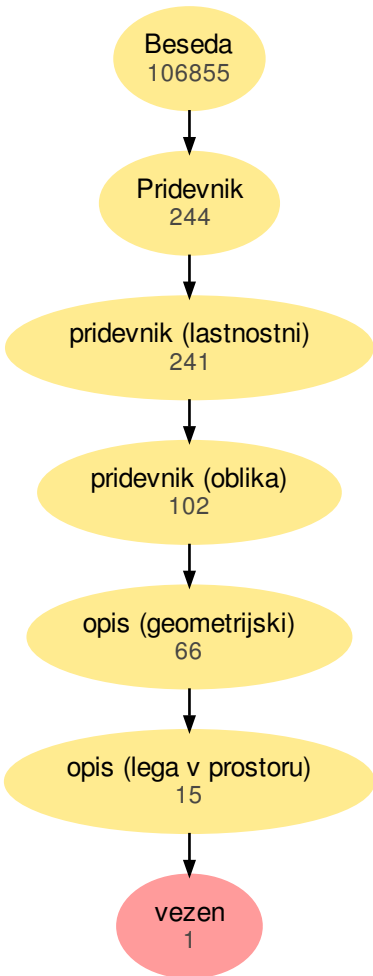 Beseda
106855
Pridevnik
244
pridevnik (lastnostni)
241
pridevnik (oblika)
102
opis (geometrijski)
66
opis (lega v prostoru)
15
vezen
1